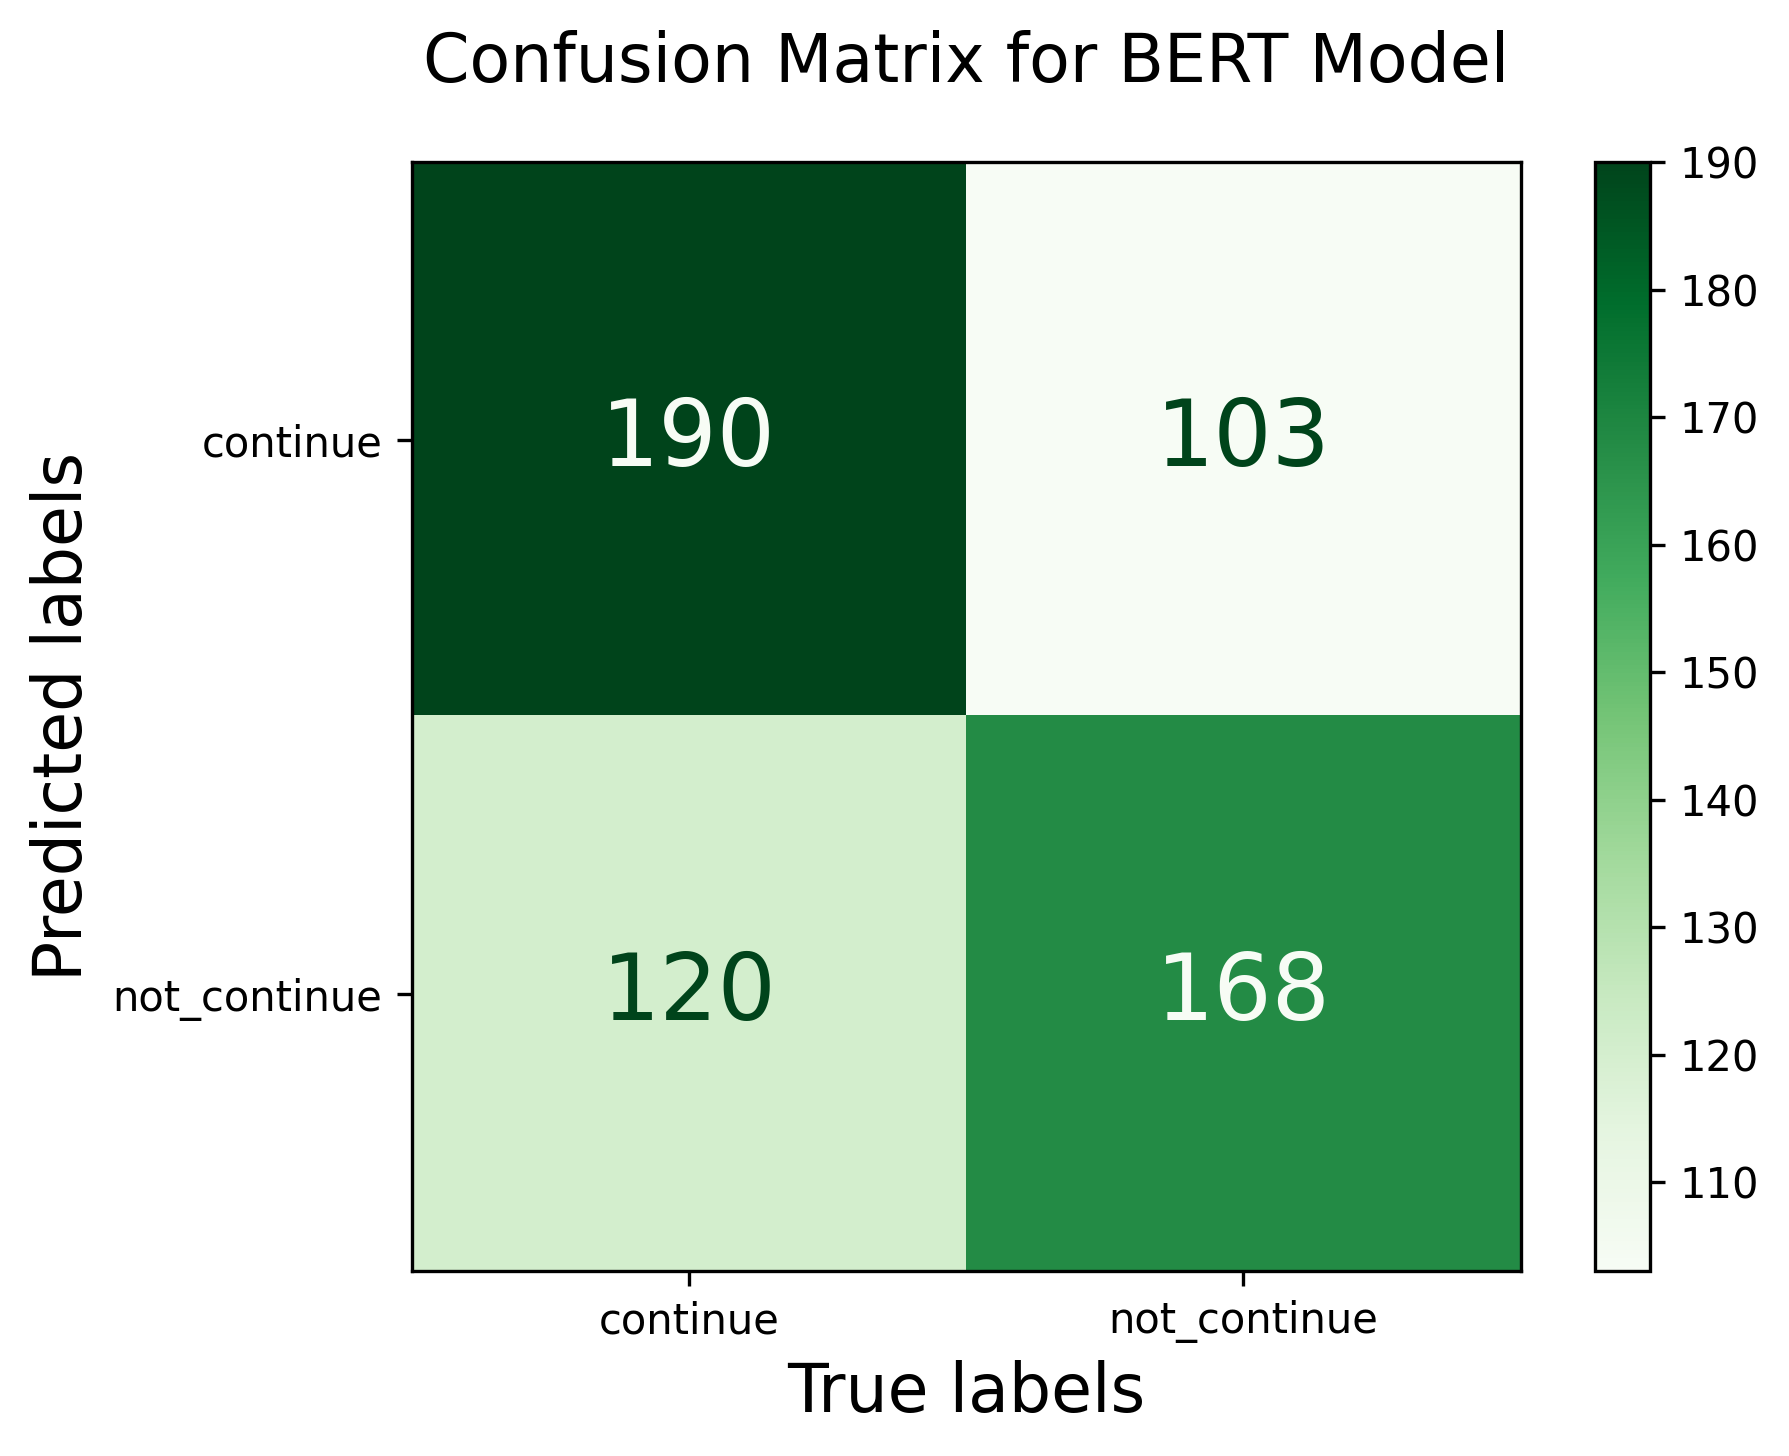 Confusion Matrix for BERT Model
Predicted labels
continue
not_continue
190
103
120
168
continue
not_continue
True labels
190
180
170
160
150
140
130
120
110